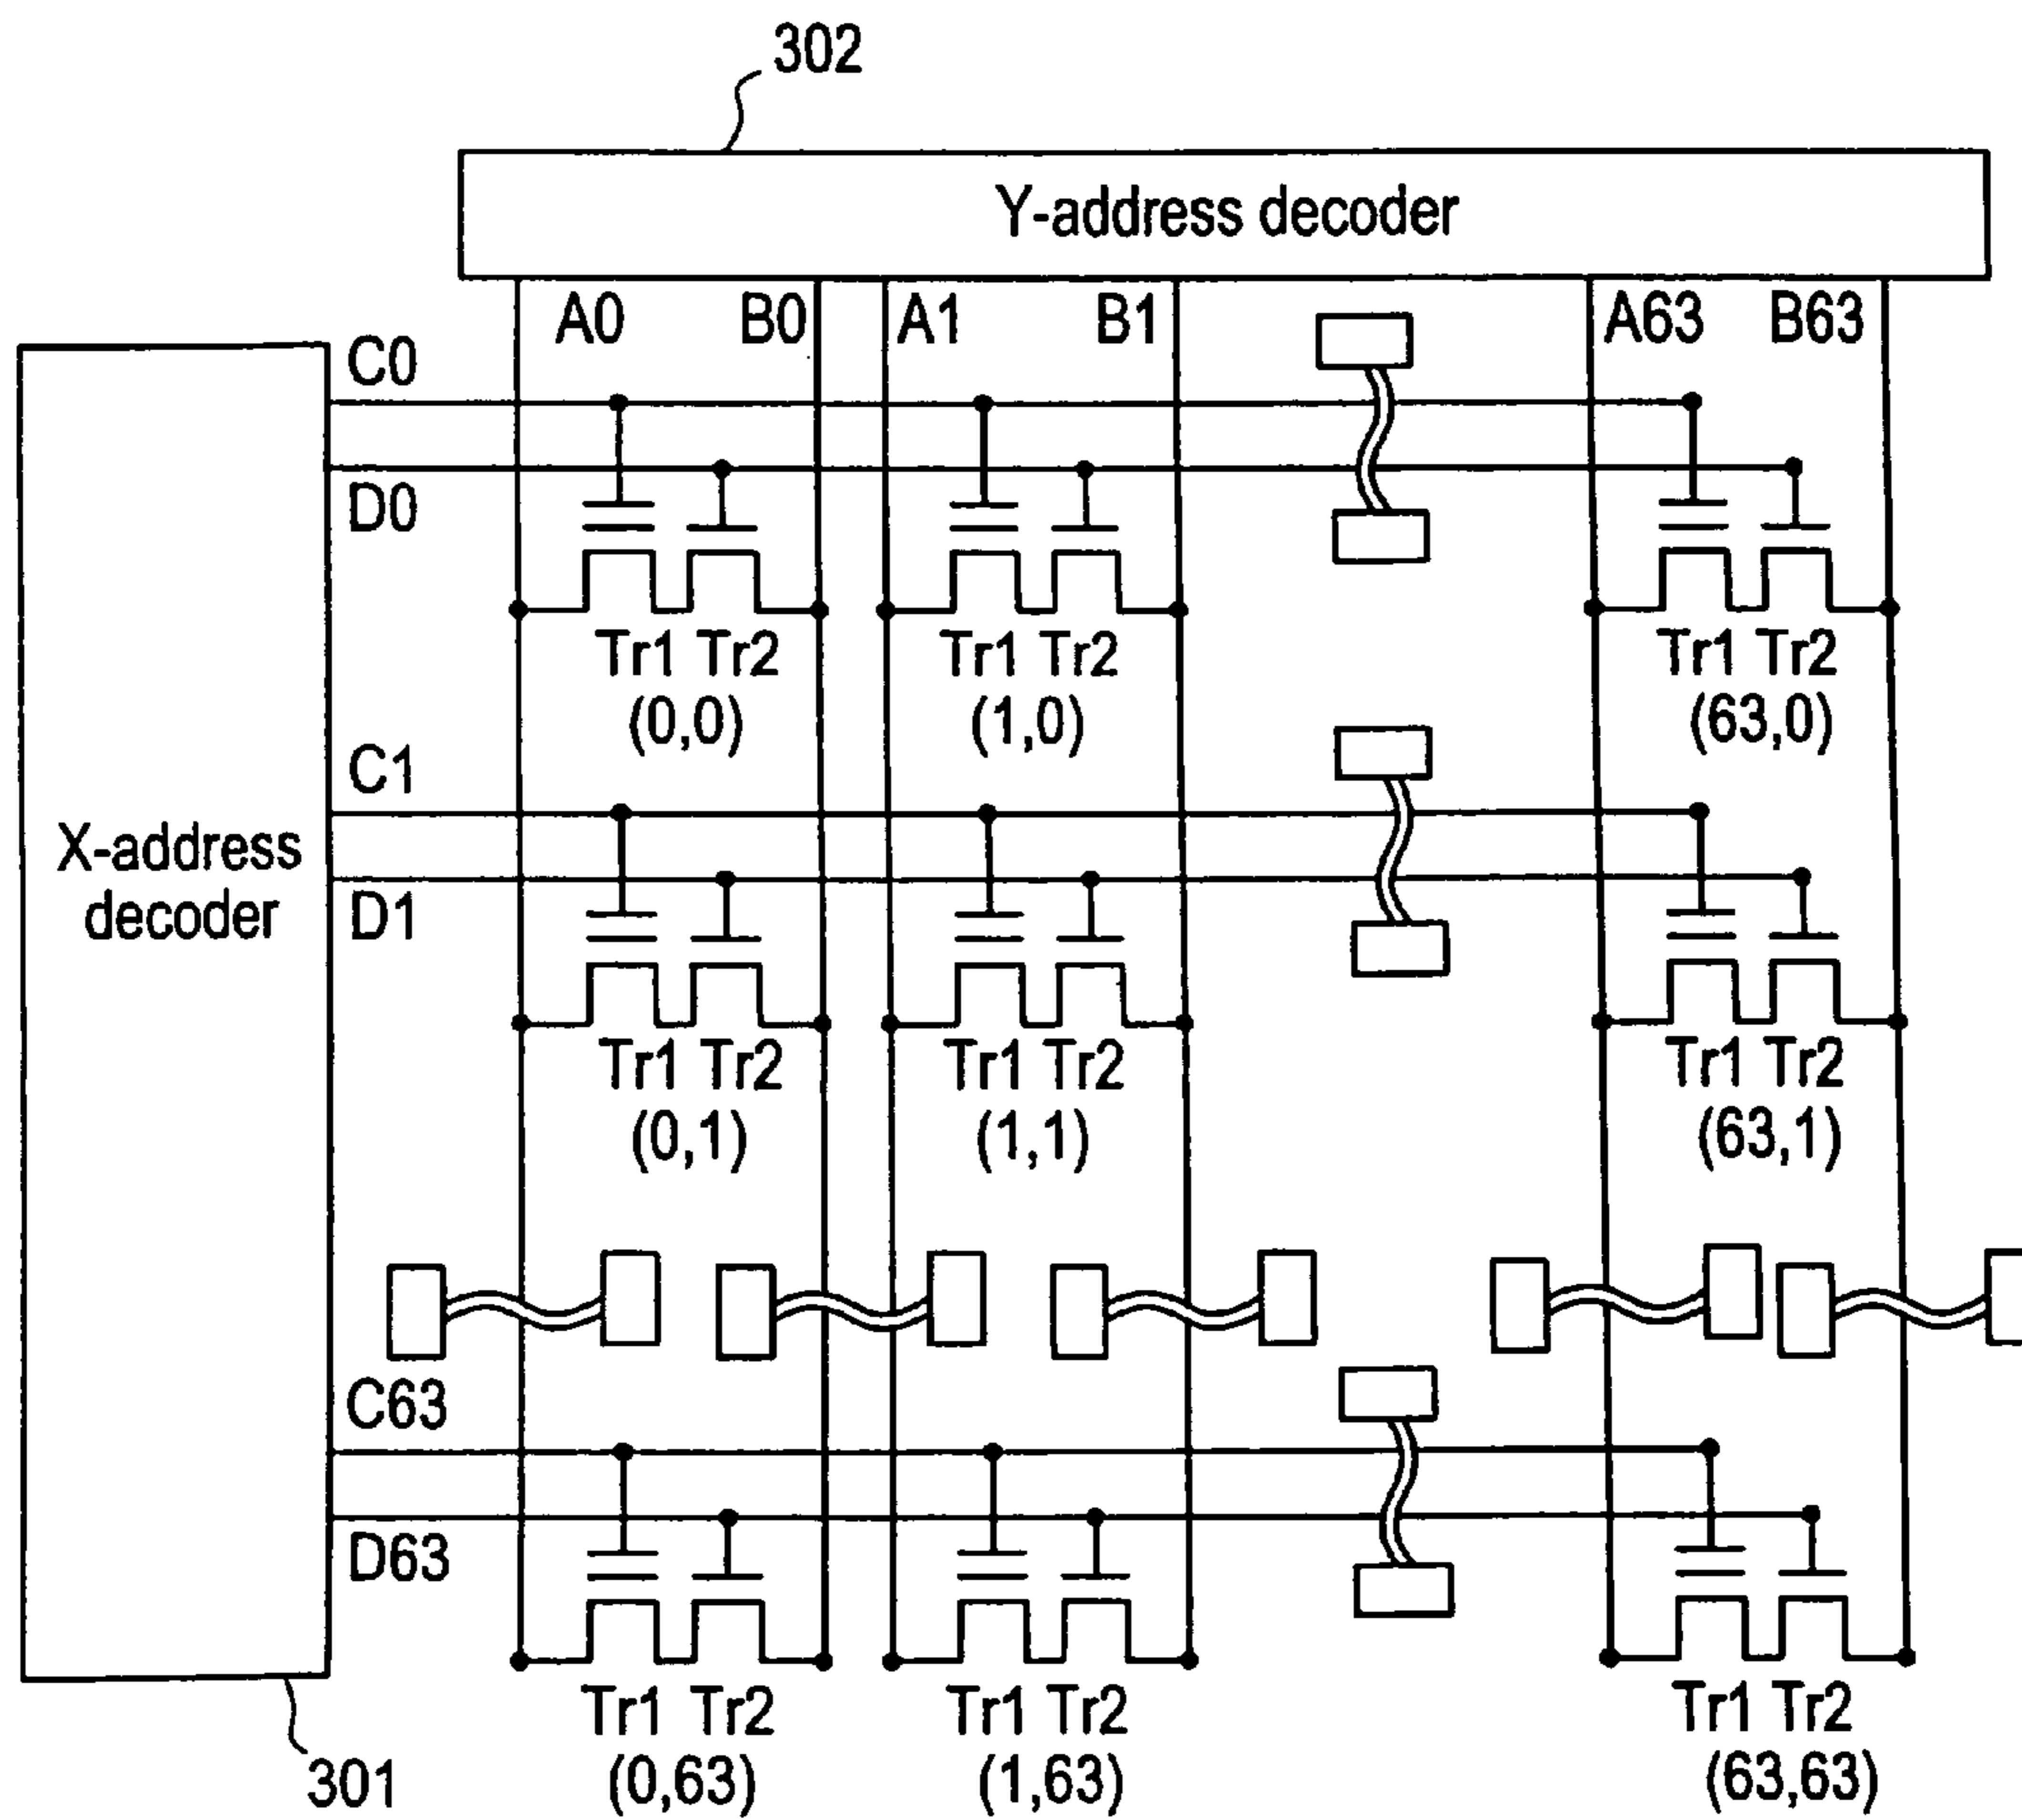 302
Y-address decoder
A0 B0 A1 B1 A63 B63
C0
D0
Tr1 Tr2 Tr1 Tr2 Tr1 Tr2
(0,0) (1,0) (63,0)
C1
X-address
decoder
D1
Tr1 Tr2 Tr1 Tr2 Tr1 Tr2
(0,1) (1,1) (63,1)
C63
D63
Tr1 Tr2 Tr1 Tr2 Tr1 Tr2
(0,63) (1,63) (63,63)
301